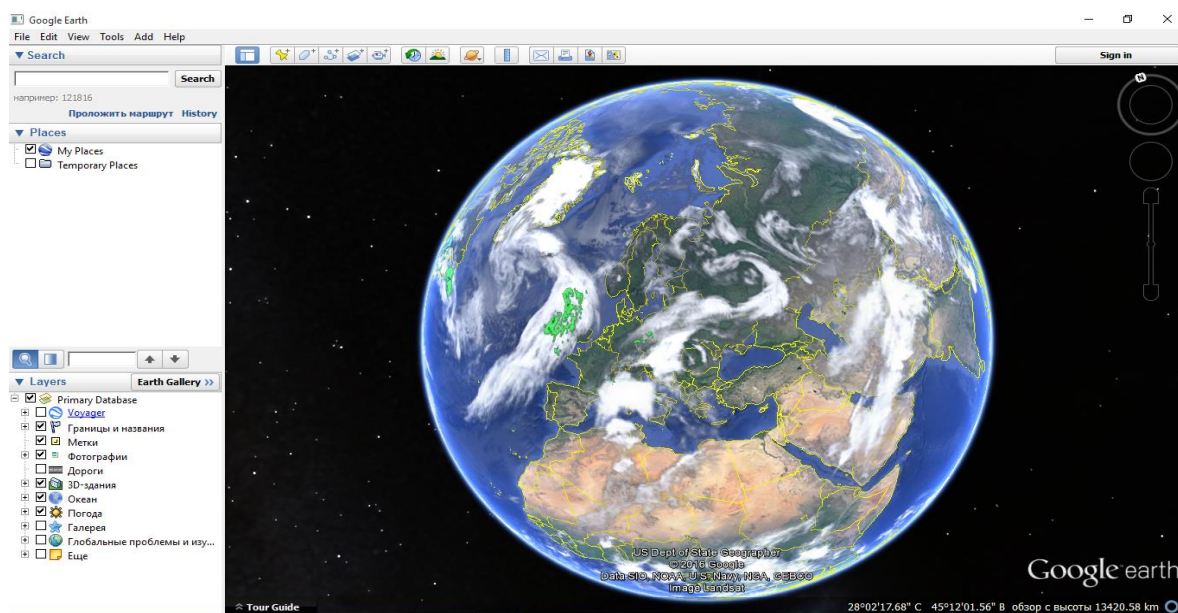 Google Earth
File Edit View Tools Add Help
Search
Search
например: 121816
Проложить маршрут History
Places
My Places
Temporary Places
Layers
Earth Gallery >>
Primary Database
Voyager
Границы и названия
Метки
Фотографии
Дороги
3D-здания
Океан
Погода
Галерея
Глобальные проблемы и изу...
Еще
Sign in
N
US Dept of State Geographer
© 2016 Google
Data SIO, NOAA, U.S. Navy, NGA, GEBCO
Image Landsat
Google earth
Tour Guide
28°02'17.68" С 45°12'01.56" В обзор с высоты 13420.58 km